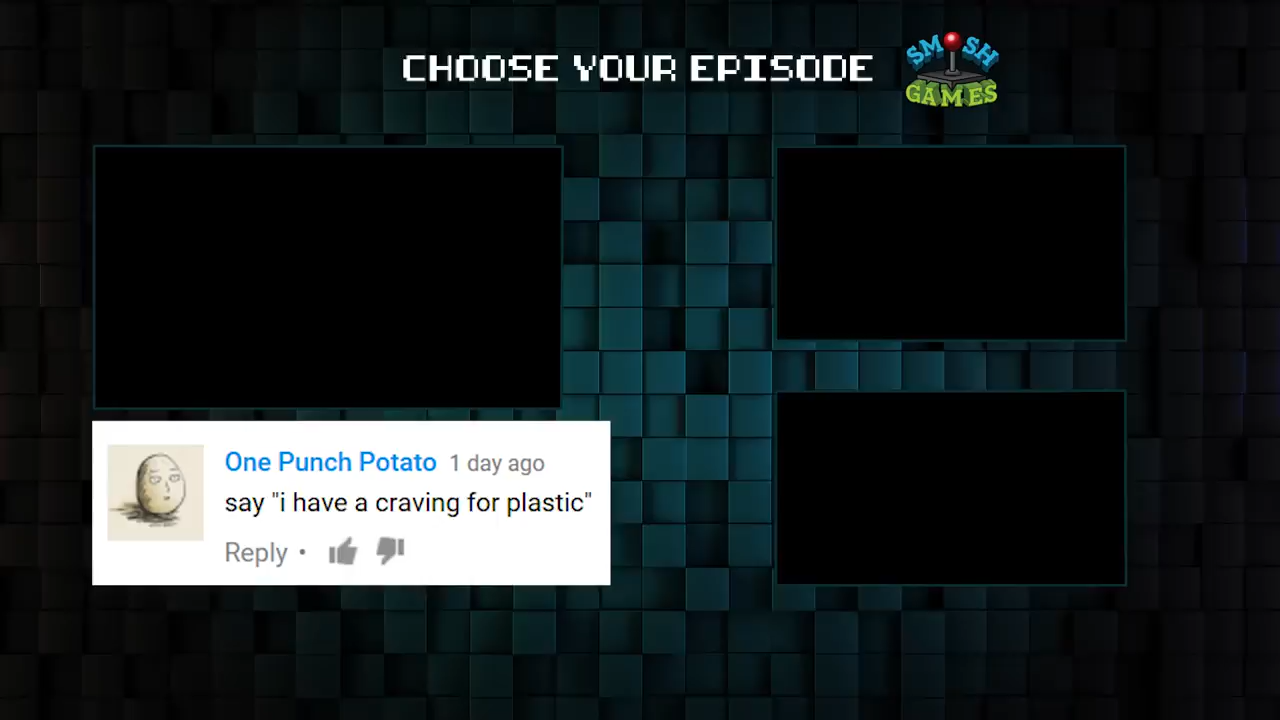 CHOOSE YOUR EPISODE
SMOSH
GAMES
One Punch Potato 1 day ago
say "i have a craving for plastic"
Reply •